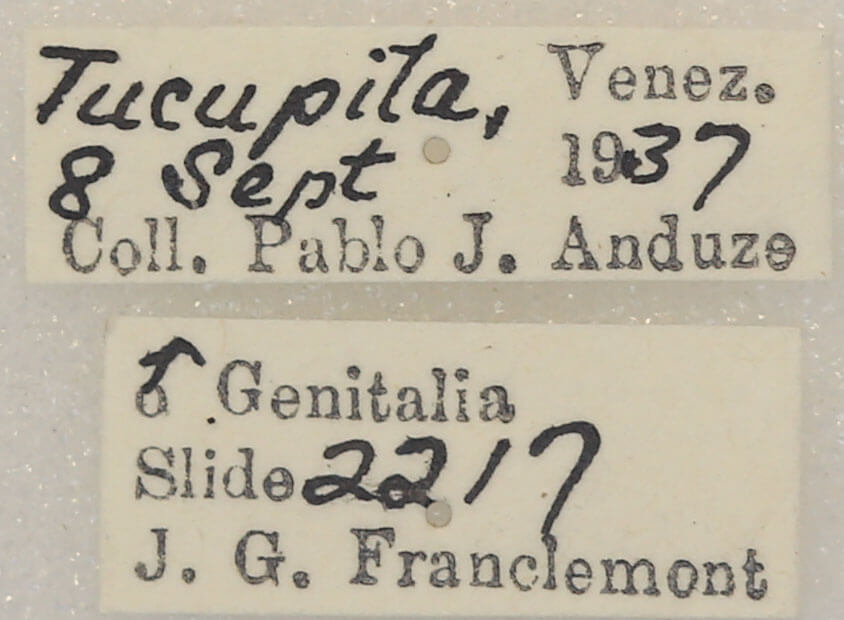 Tucupita, Venez.
8 Sept 1937
Coll. Pablo J. Anduze
♂ Genitalia
Slide 2217
J. G. Franclemont